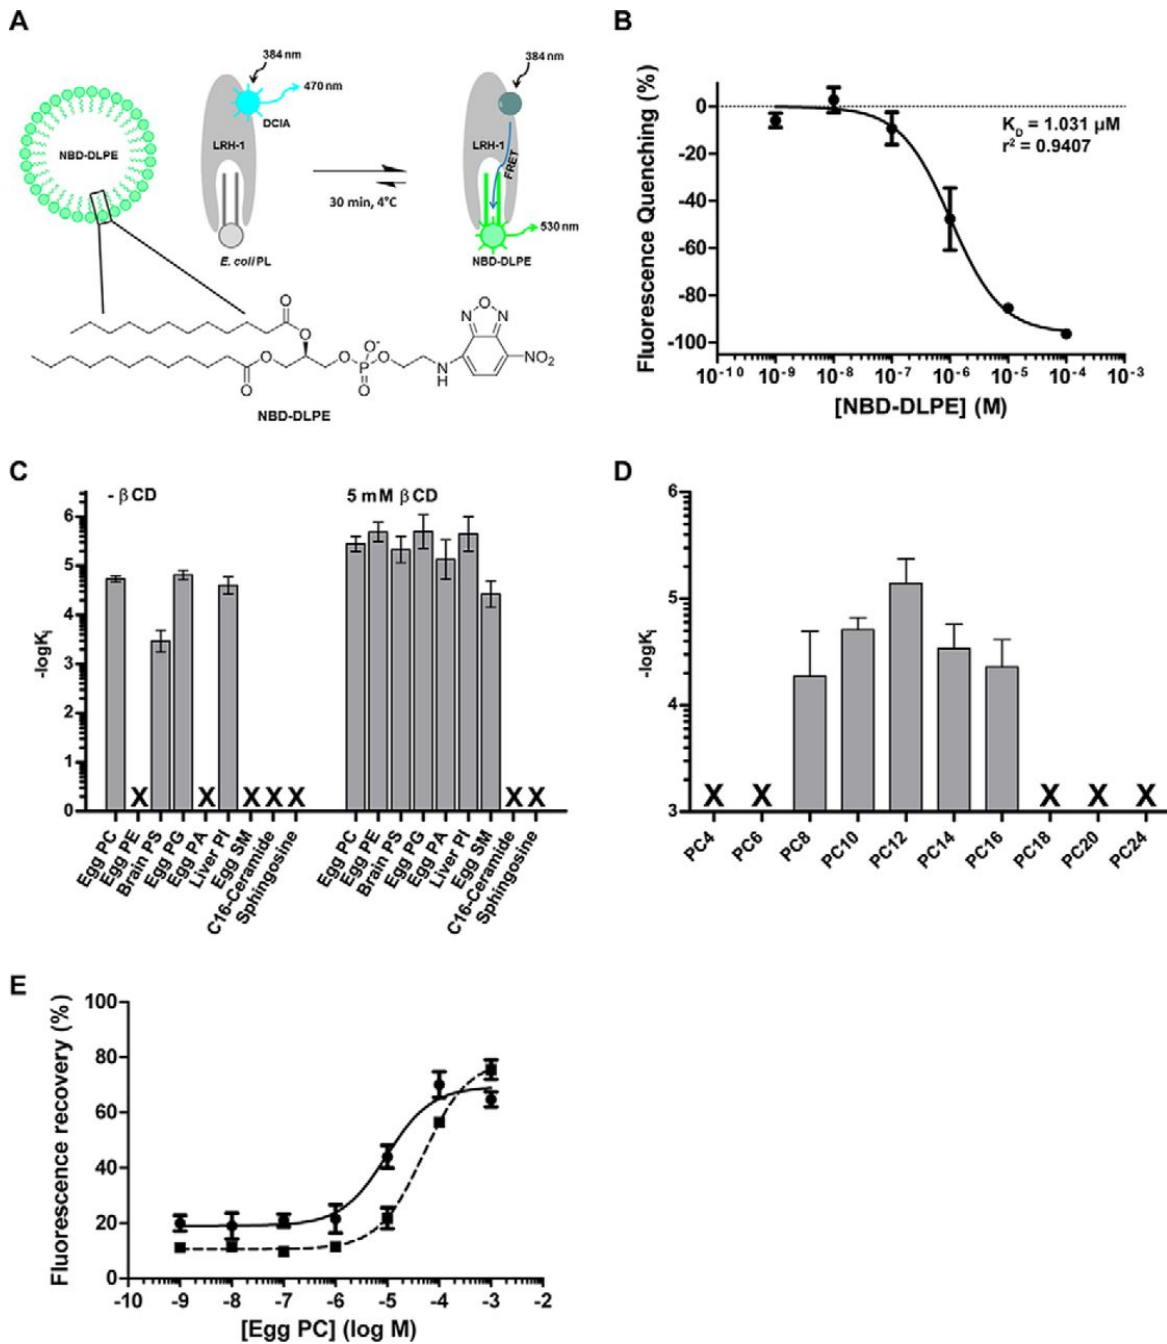 A
384 nm
470 nm
DCIA
NBD-DLPE
LRH-1
E. coli PL
30 min, 4°C
384 nm
LRH-1
FRET
530 nm
NBD-DLPE
O
O
O
O
O
O⁻
P
O
O
N
H
N
O
N
NO₂
NBD-DLPE
B
Fluorescence Quenching (%)
0
-20
-40
-60
-80
-100
K_D = 1.031 µM
r² = 0.9407
10⁻¹⁰ 10⁻⁹ 10⁻⁸ 10⁻⁷ 10⁻⁶ 10⁻⁵ 10⁻⁴ 10⁻³
[NBD-DLPE] (M)
C
-logKᵢ
6
5
4
3
2
1
0
- β CD
5 mM β CD
X X X X X X X
Egg PC
Egg PE
Brain PS
Egg PG
Egg PA
Liver PI
Egg SM
C16-Ceramide
Sphingosine
Egg PC
Egg PE
Brain PS
Egg PG
Egg PA
Liver PI
Egg SM
C16-Ceramide
Sphingosine
D
-logKᵢ
6
5
4
3
X X X X X
PC4
PC6
PC8
PC10
PC12
PC14
PC16
PC18
PC20
PC24
E
Fluorescence recovery (%)
100
80
60
40
20
0
-10 -9 -8 -7 -6 -5 -4 -3 -2
[Egg PC] (log M)